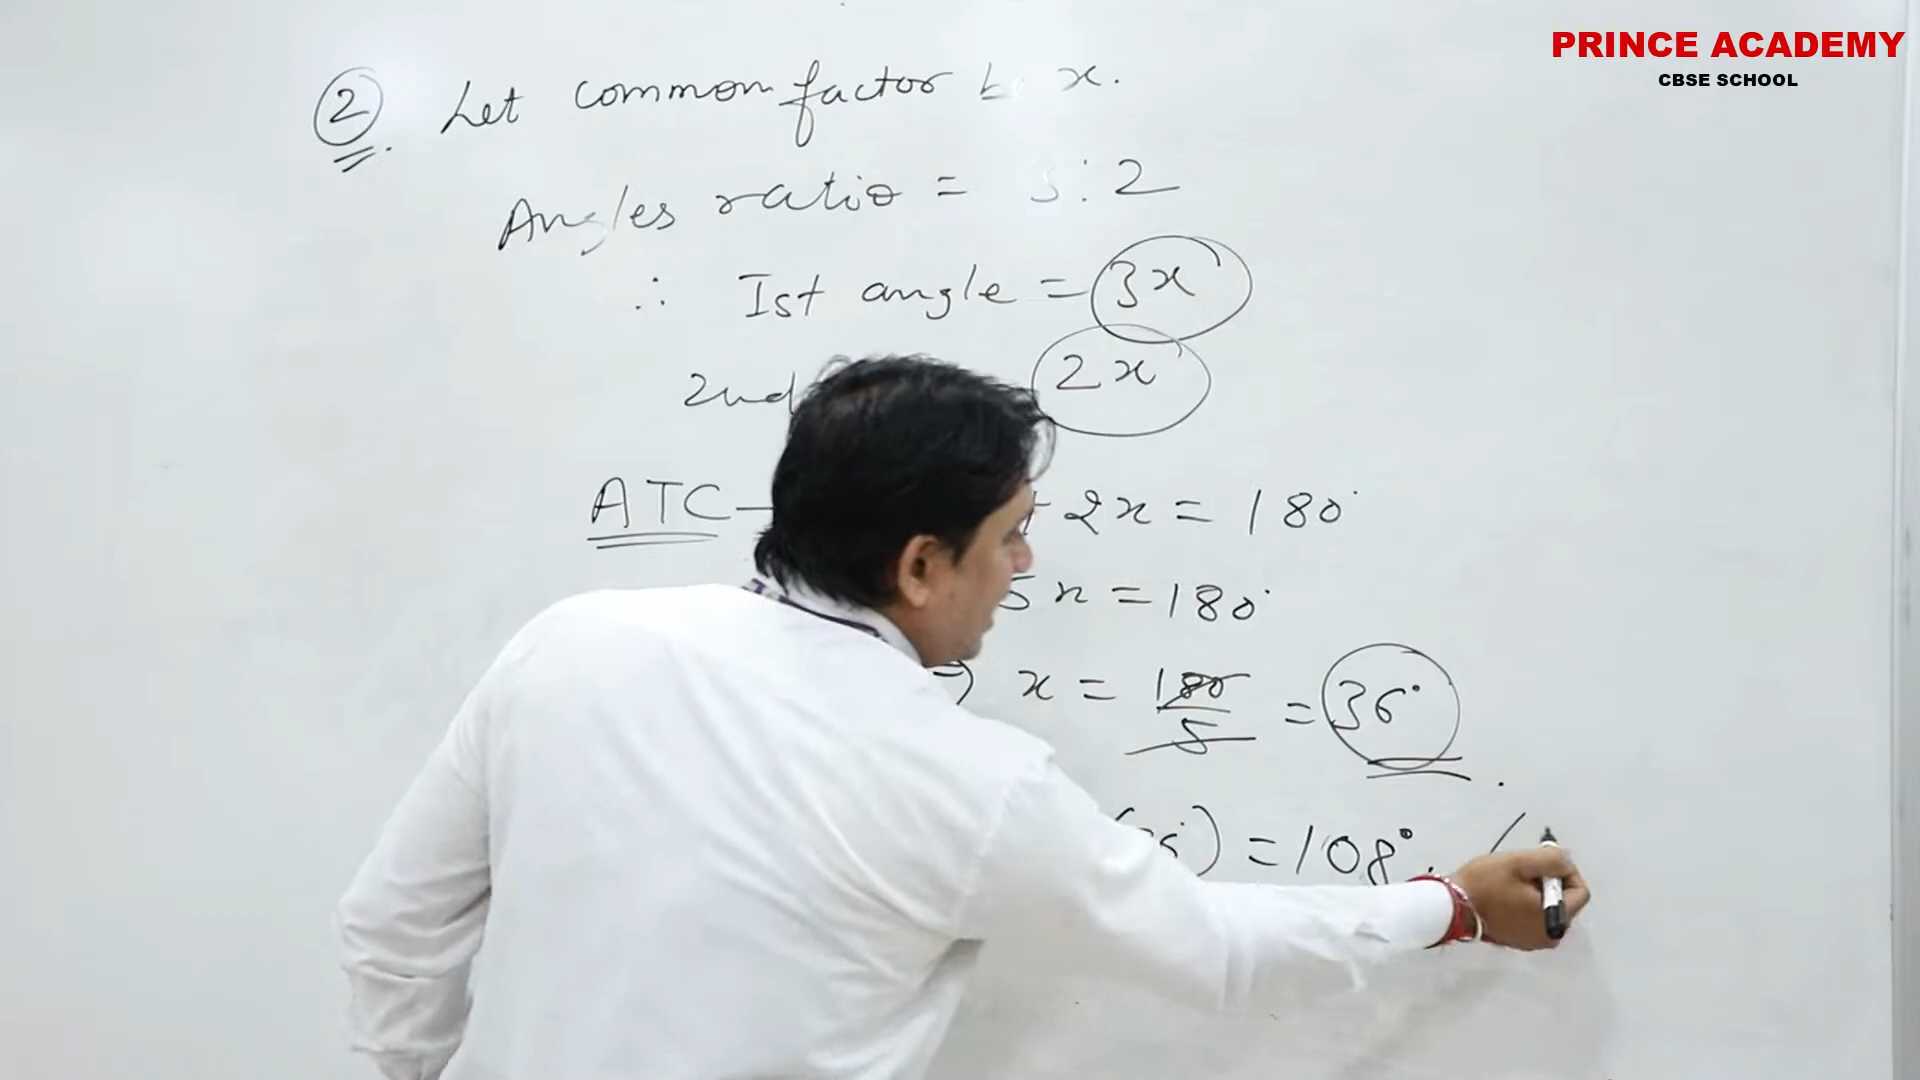 PRINCE ACADEMY
CBSE SCHOOL
2 Let common factor b x.
Angles ratio = 3:2
∴ Ist angle = 3x
2nd 2x
ATC - + 2x = 180°
5x = 180°
⇒ x = 180/5 = 36°.
) = 108°. (